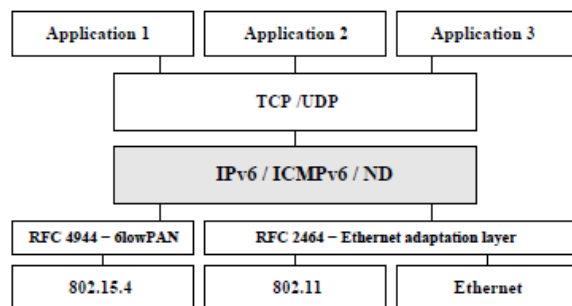 Application 1
Application 2
Application 3
TCP /UDP
IPv6 / ICMPv6 / ND
RFC 4944 – 6lowPAN
RFC 2464 – Ethernet adaptation layer
802.15.4
802.11
Ethernet